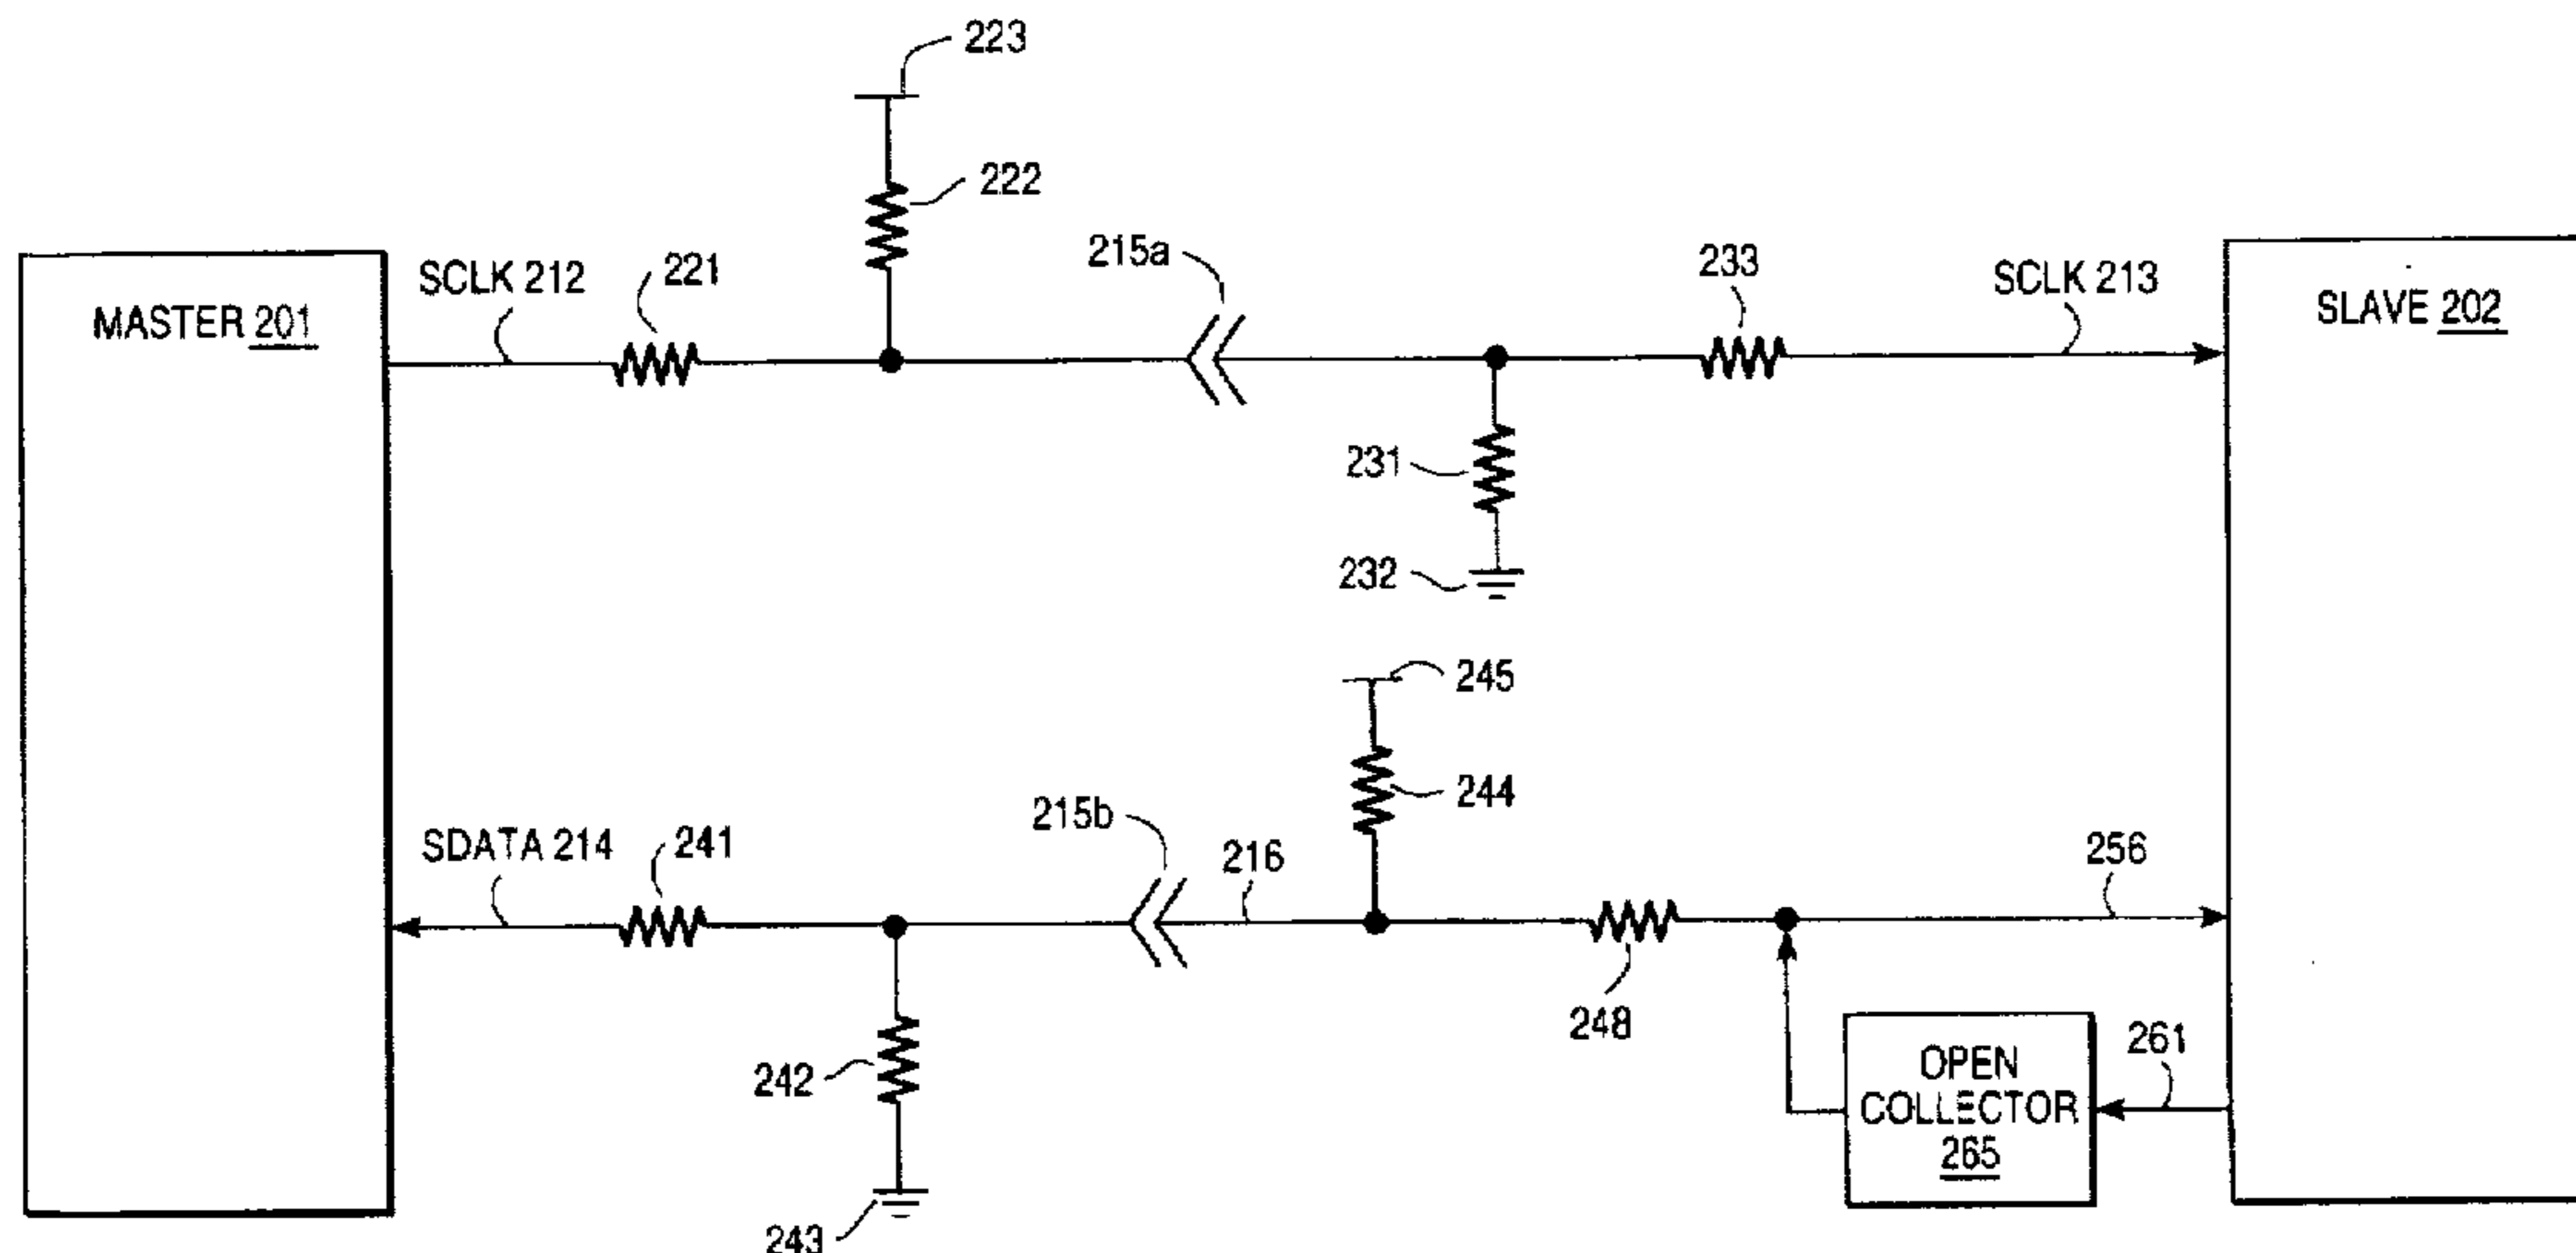 223
222
215a
233
SCLK 213
SCLK 212
221
MASTER 201
SLAVE 202
231
232
245
244
215b
216
256
SDATA 214
241
248
242
OPEN
COLLECTOR
265
261
243